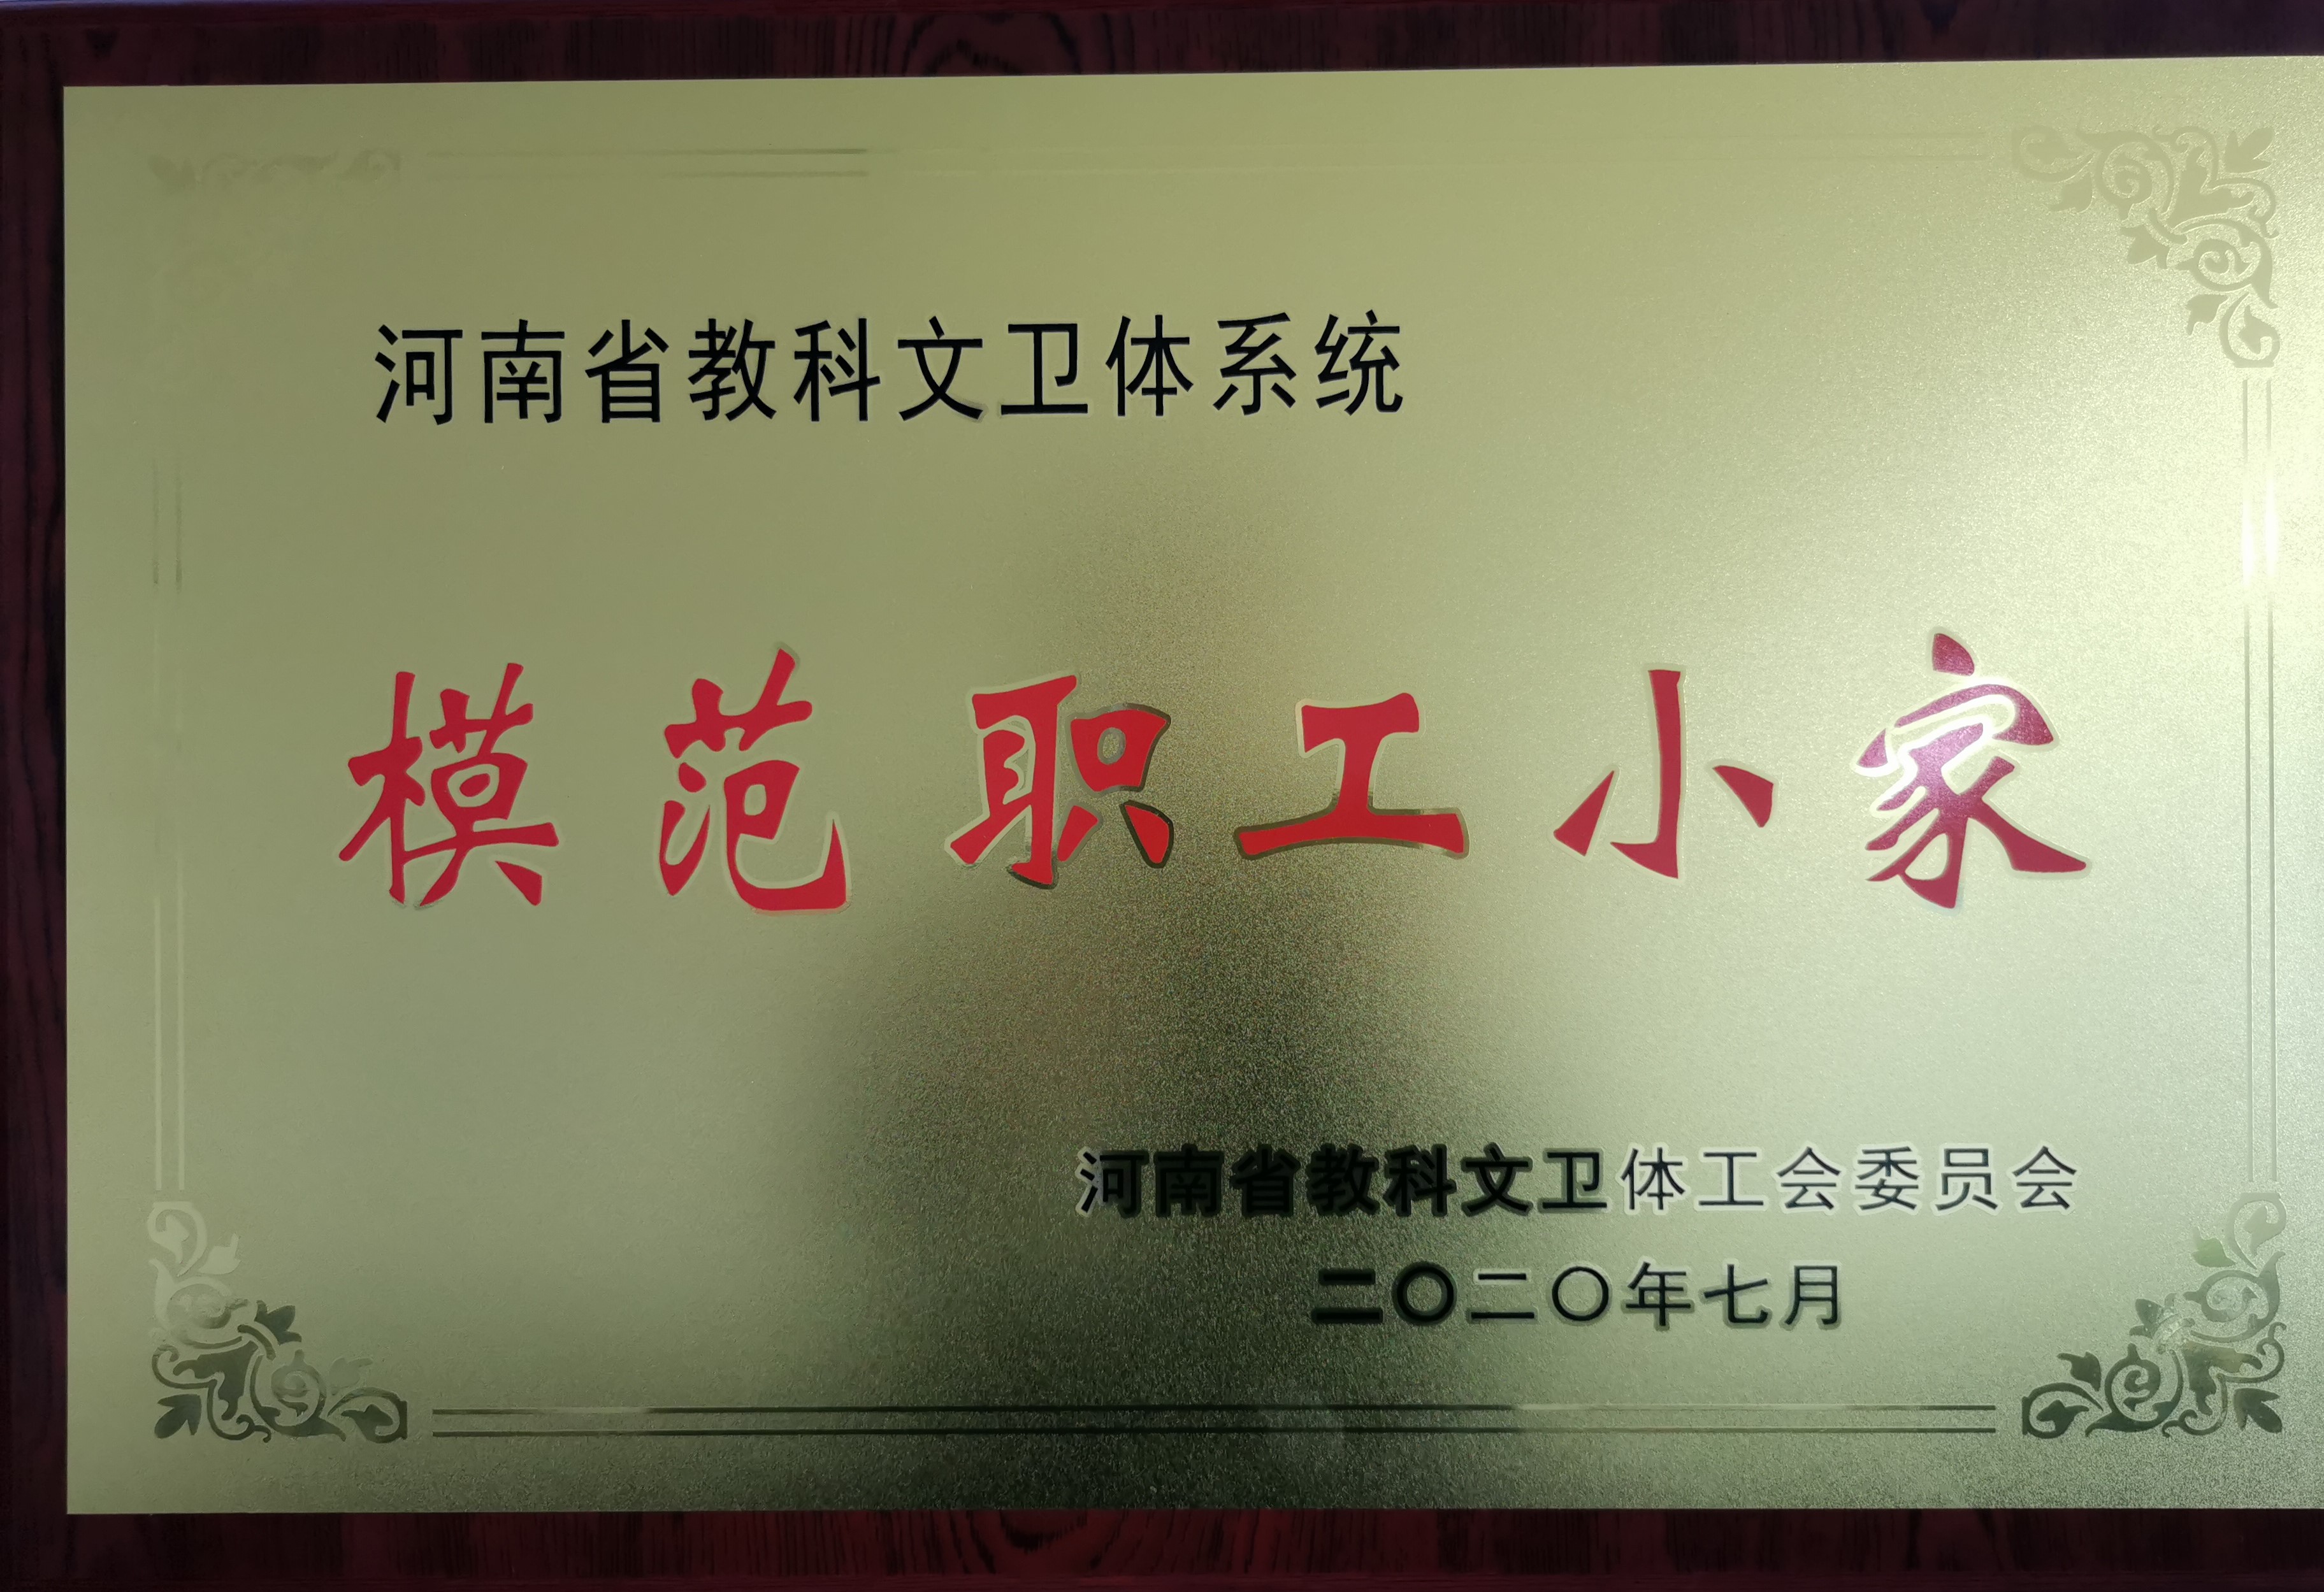 河南省教科文卫体系统
模范职工小家
河南省教科文卫体工会委员会
二〇二〇年七月